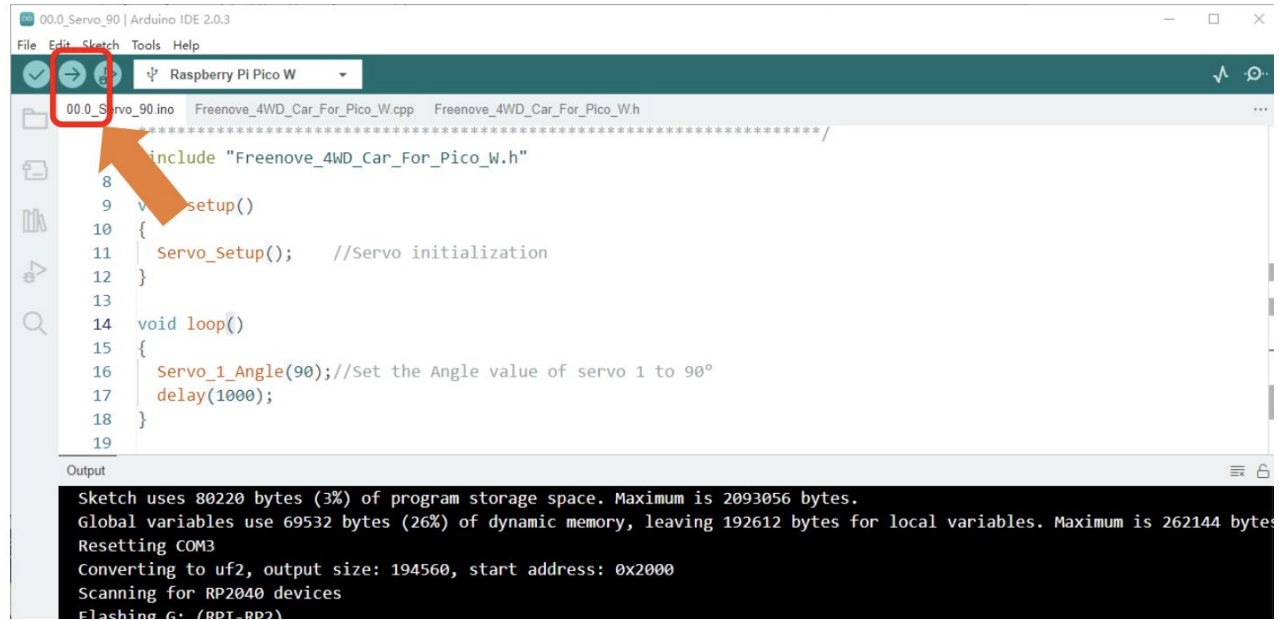 00.0_Servo_90 | Arduino IDE 2.0.3
File Edit Sketch Tools Help
Raspberry Pi Pico W
00.0_Servo_90.ino Freenove_4WD_Car_For_Pico_W.cpp Freenove_4WD_Car_For_Pico_W.h ...
*********************************************************************/
include "Freenove_4WD_Car_For_Pico_W.h"
8
9 v setup()
10 {
11 Servo_Setup(); //Servo initialization
12 }
13
14 void loop()
15 {
16 Servo_1_Angle(90);//Set the Angle value of servo 1 to 90°
17 delay(1000);
18 }
19
Output
Sketch uses 80220 bytes (3%) of program storage space. Maximum is 2093056 bytes.
Global variables use 69532 bytes (26%) of dynamic memory, leaving 192612 bytes for local variables. Maximum is 262144 bytes
Resetting COM3
Converting to uf2, output size: 194560, start address: 0x2000
Scanning for RP2040 devices
Flashing G: (RPI-RP2)